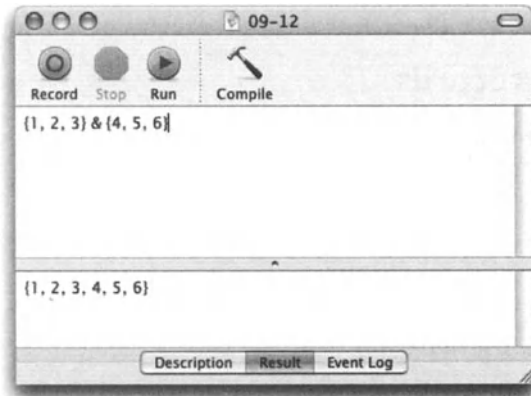 09-12
Record Stop Run Compile
{1, 2, 3} & {4, 5, 6}
{1, 2, 3, 4, 5, 6}
Description Result Event Log